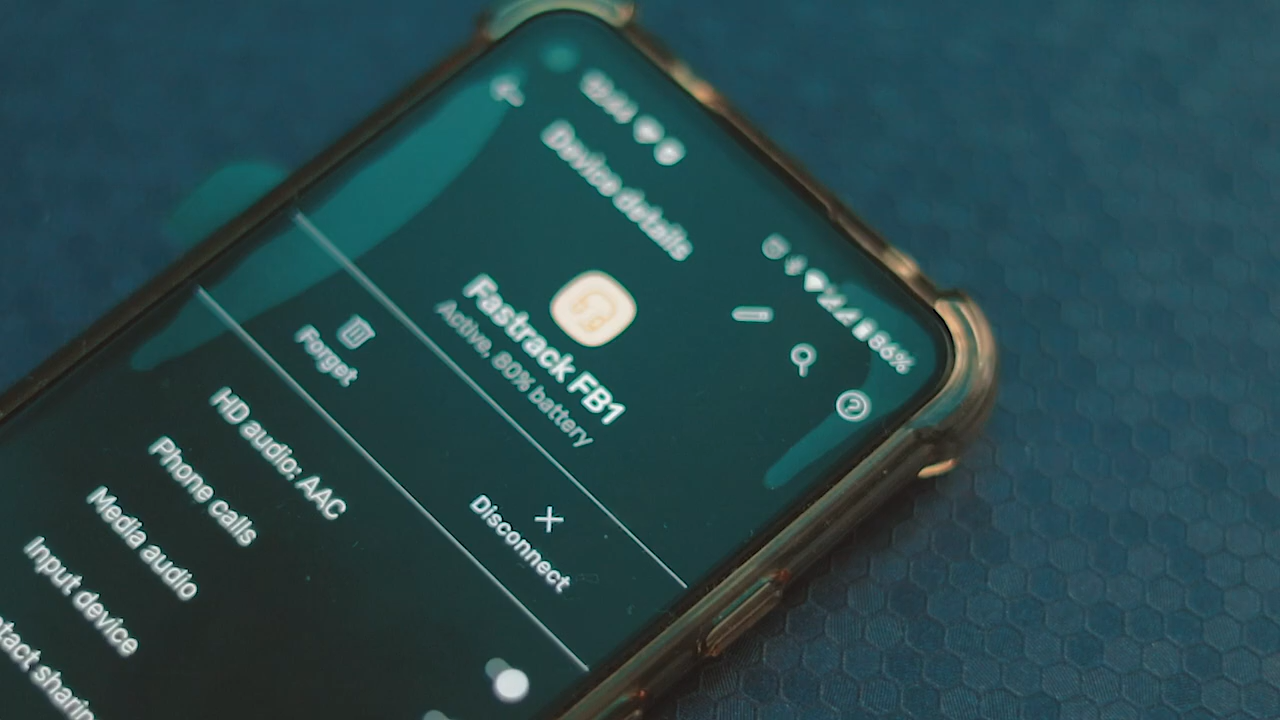 86%
Device details
Fastrack FB1
Active, 80% battery
Forget
Disconnect
HD audio: AAC
Phone calls
Media audio
Input device